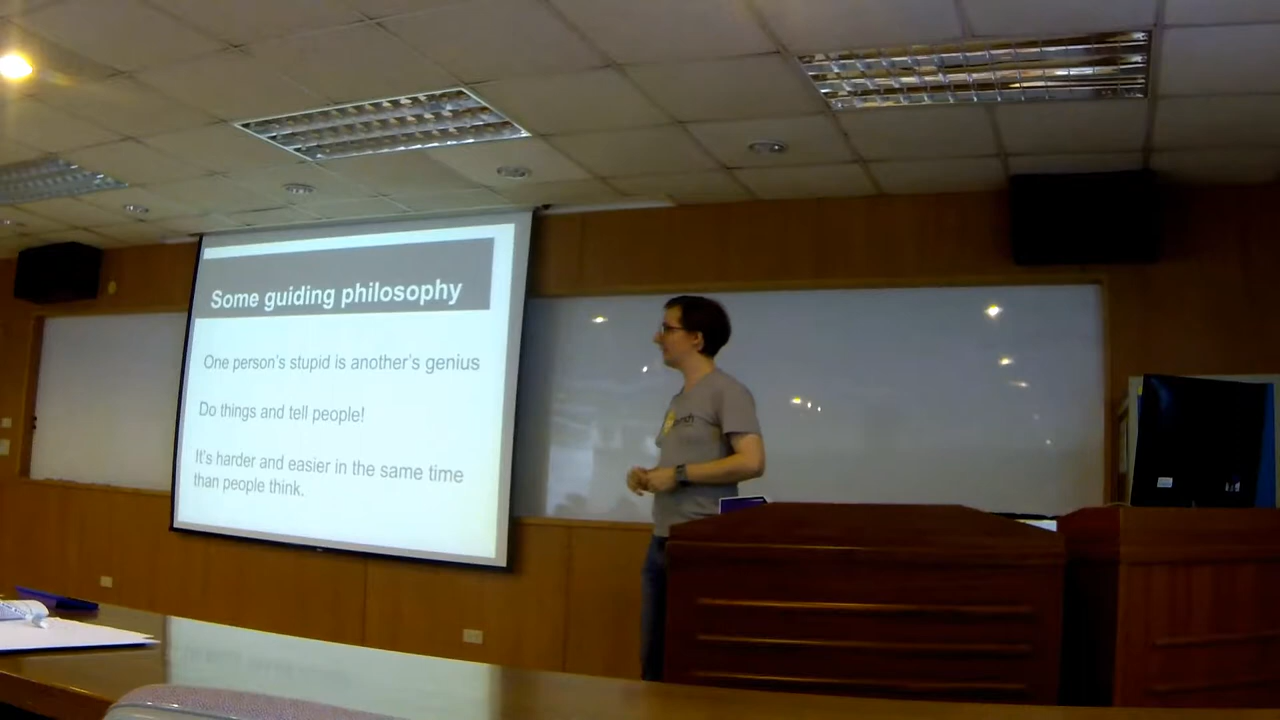 Some guiding philosophy
One person's stupid is another's genius
Do things and tell people!
It's harder and easier in the same time
than people think.